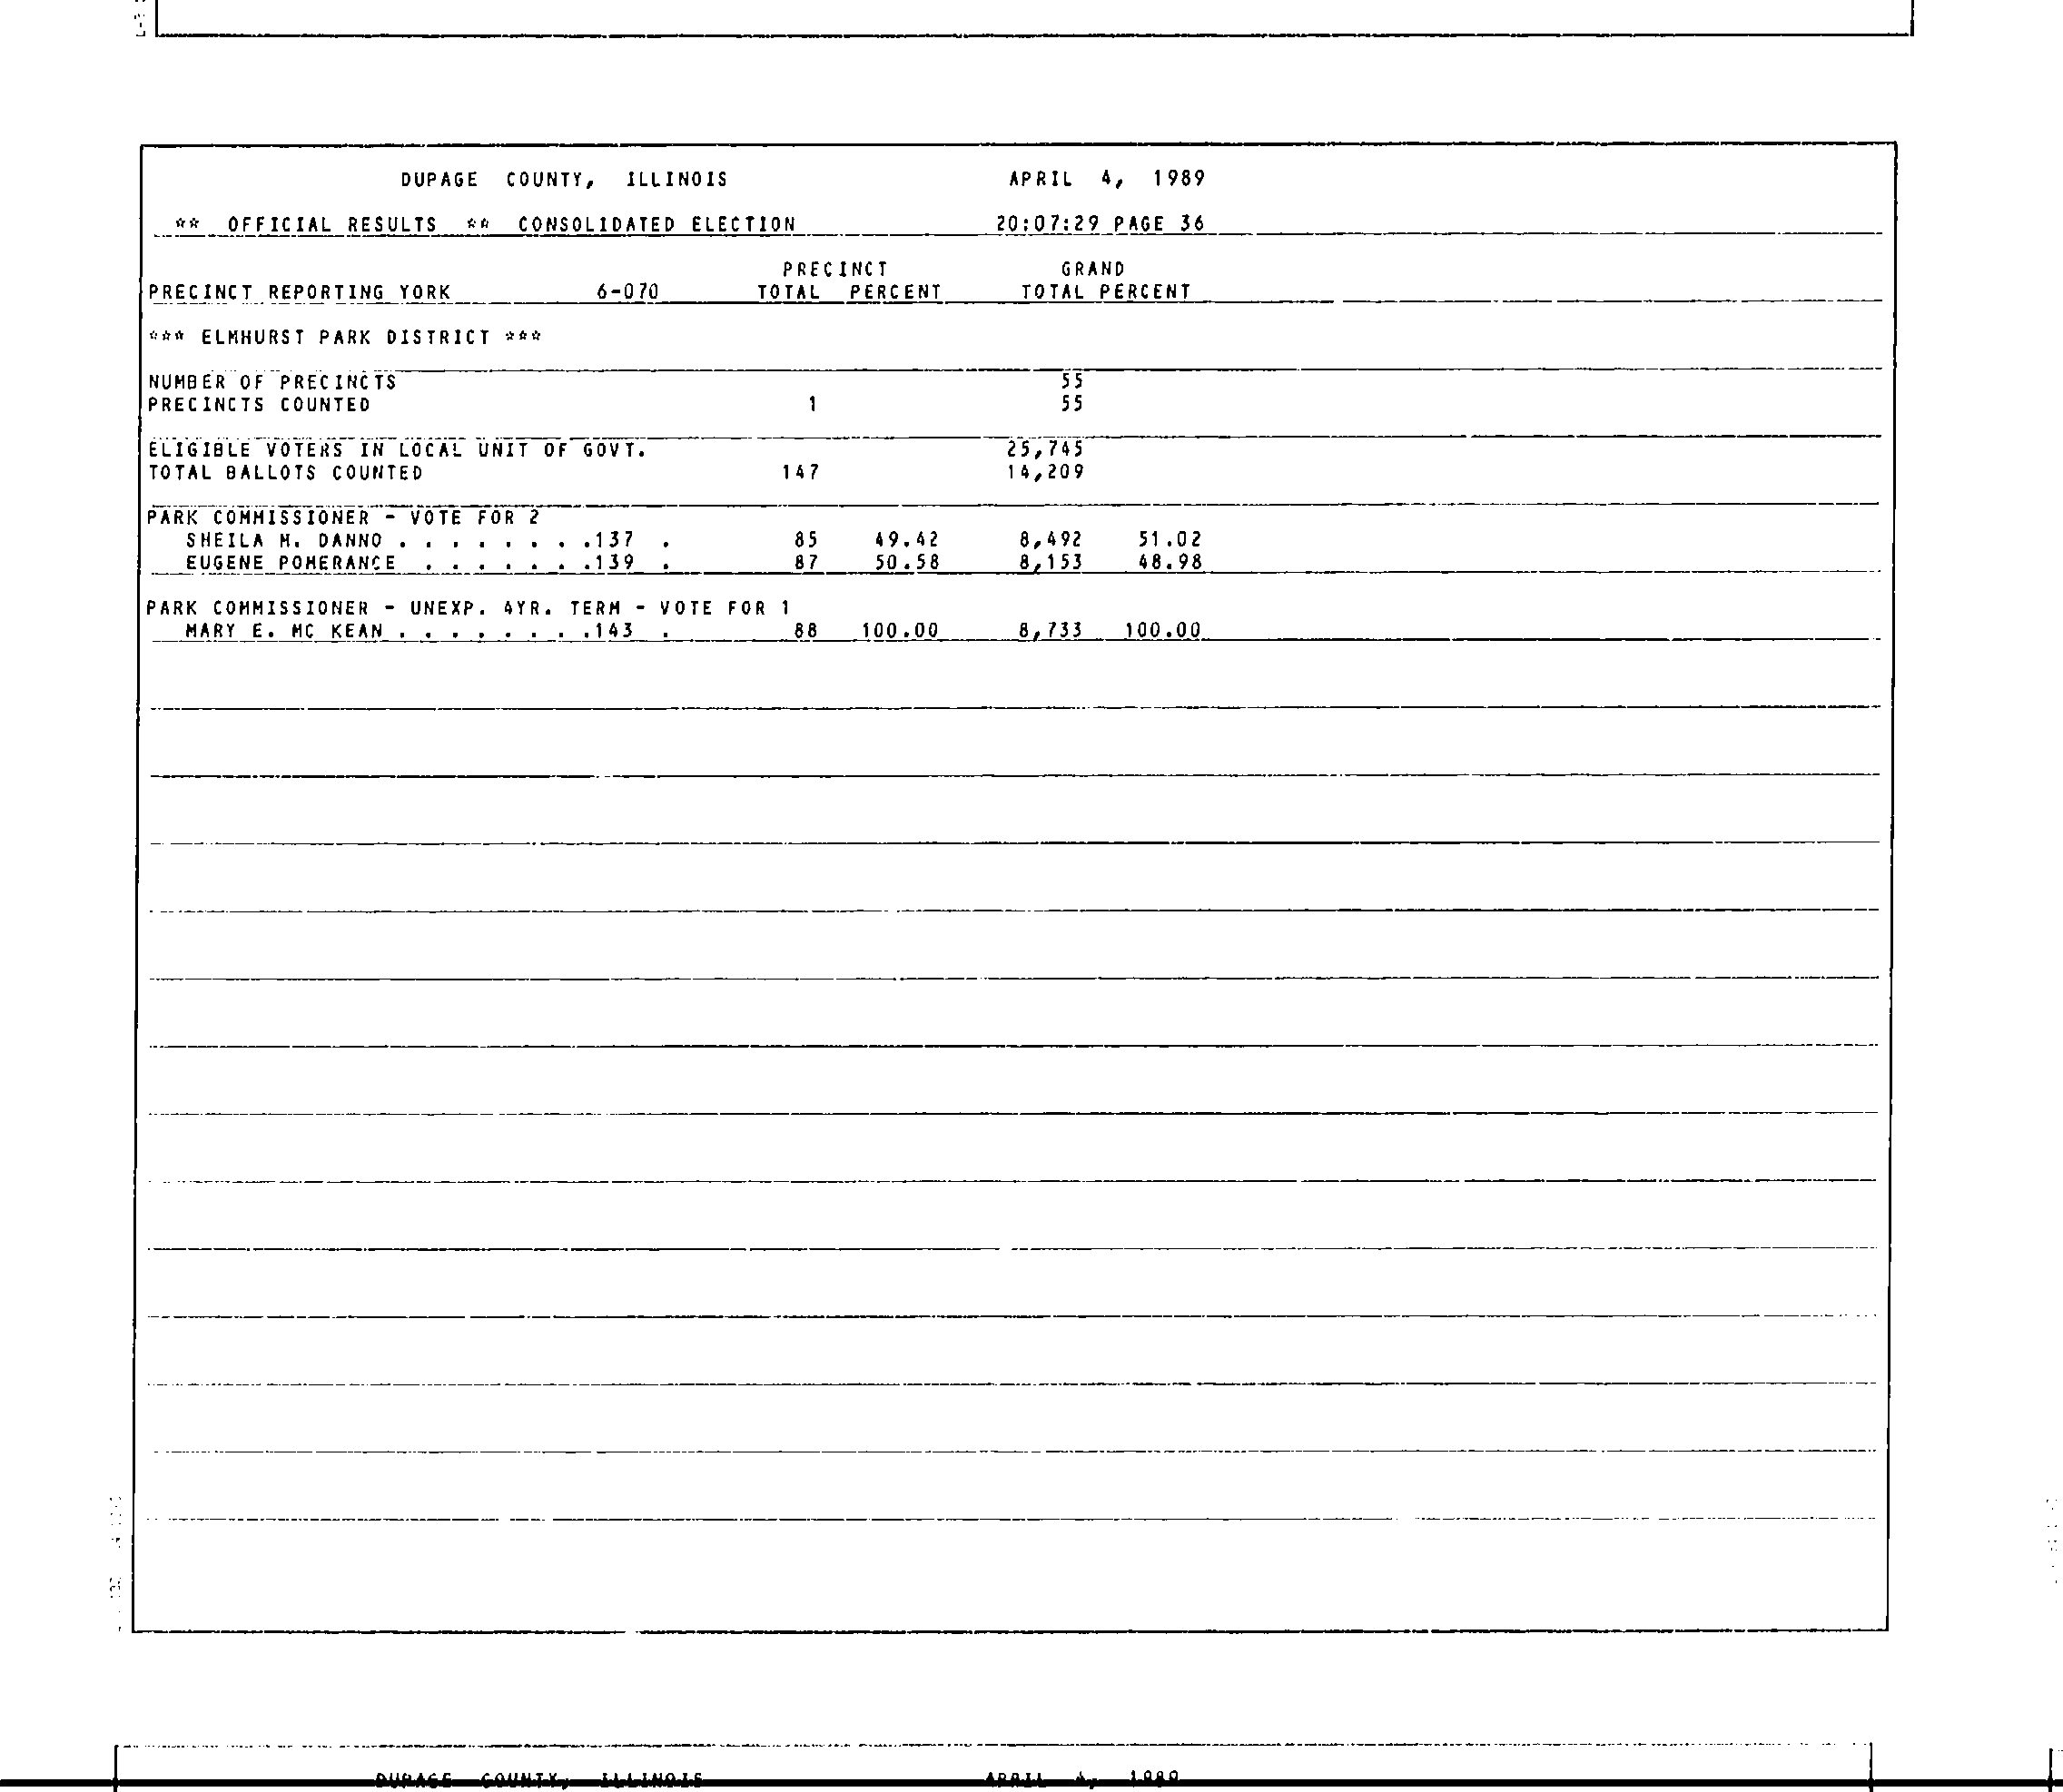 DUPAGE COUNTY, ILLINOIS APRIL 4, 1989
** OFFICIAL RESULTS ** CONSOLIDATED ELECTION 20:07:29 PAGE 36
PRECINCT GRAND
PRECINCT REPORTING YORK 6-070 TOTAL PERCENT TOTAL PERCENT
*** ELMHURST PARK DISTRICT ***
NUMBER OF PRECINCTS 55
PRECINCTS COUNTED 1 55
ELIGIBLE VOTERS IN LOCAL UNIT OF GOVT. 25,745
TOTAL BALLOTS COUNTED 147 14,209
PARK COMMISSIONER - VOTE FOR 2
SHEILA M. DANNO . . . . . . . .137 . 85 49.42 8,492 51.02
EUGENE POMERANCE . . . . . . .139 . 87 50.58 8,153 48.98
PARK COMMISSIONER - UNEXP. 4YR. TERM - VOTE FOR 1
MARY E. MC KEAN . . . . . . . .143 . 88 100.00 8,733 100.00
DUPAGE COUNTY, ILLINOIS APRIL 4, 1989